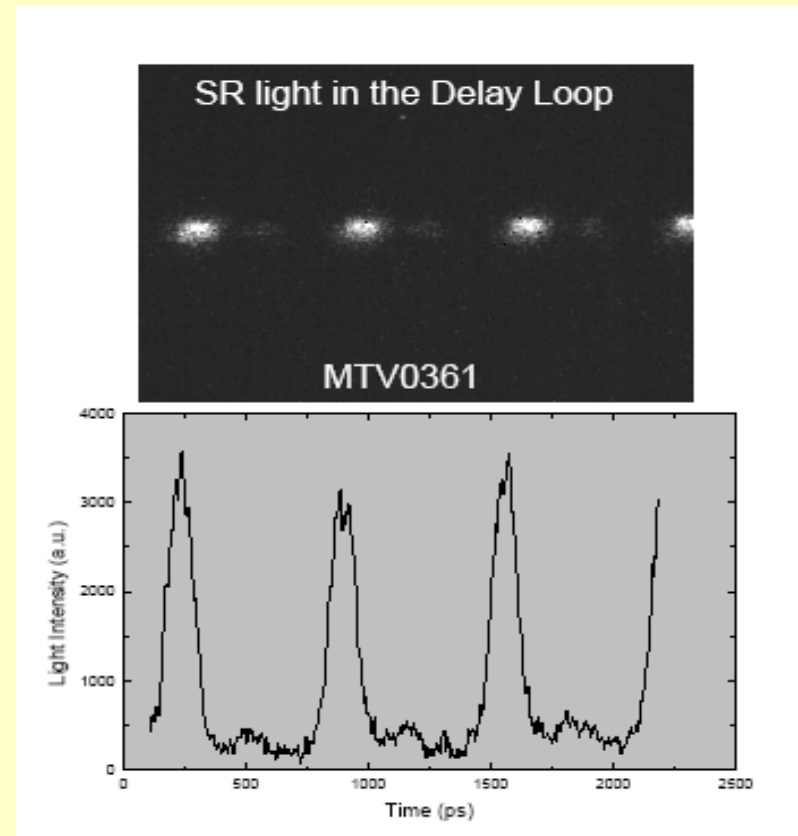 SR light in the Delay Loop
MTV0361
4000
3000
2000
1000
0
Light Intensity (a.u.)
0 500 1000 1500 2000 2500
Time (ps)